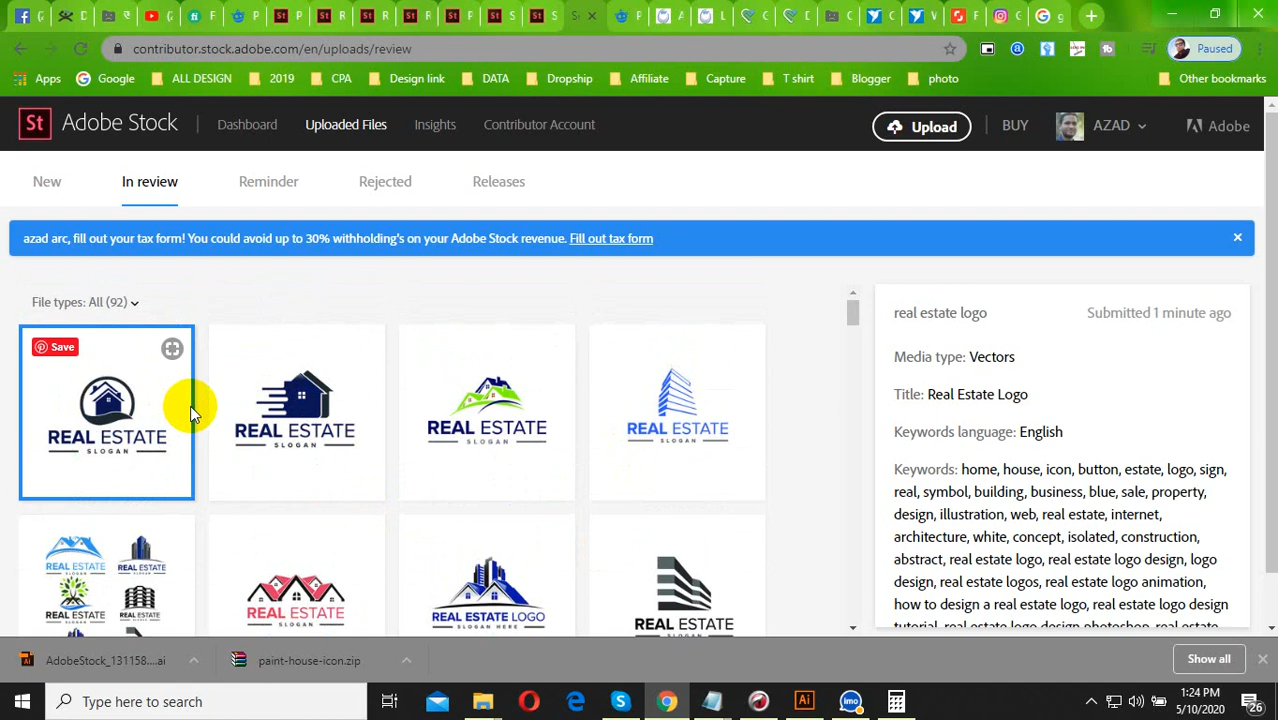 contributor.stock.adobe.com/en/uploads/review
Paused
Apps
Google
ALL DESIGN
2019
CPA
Design link
DATA
Dropship
Affiliate
Capture
T shirt
Blogger
photo
Other bookmarks
St
Adobe Stock
Dashboard
Uploaded Files
Insights
Contributor Account
Upload
BUY
AZAD
Adobe
New
In review
Reminder
Rejected
Releases
azad arc, fill out your tax form! You could avoid up to 30% withholding's on your Adobe Stock revenue. Fill out tax form
File types: All (92)
Save
REAL ESTATE
SLOGAN
REAL ESTATE
SLOGAN
REAL ESTATE
SLOGAN
REAL ESTATE
SLOGAN
REAL ESTATE
REAL ESTATE LOGO
SLOGAN HERE
REAL ESTATE
real estate logo
Submitted 1 minute ago
Media type: Vectors
Title: Real Estate Logo
Keywords language: English
Keywords: home, house, icon, button, estate, logo, sign,
real, symbol, building, business, blue, sale, property,
design, illustration, web, real estate, internet,
architecture, white, concept, isolated, construction,
abstract, real estate logo, real estate logo design, logo
design, real estate logos, real estate logo animation,
how to design a real estate logo, real estate logo design
tutorial, real estate logo design photoshop, real estate
AdobeStock_131158....ai
paint-house-icon.zip
Show all
Type here to search
Ai
imo
1:24 PM
5/10/2020
26